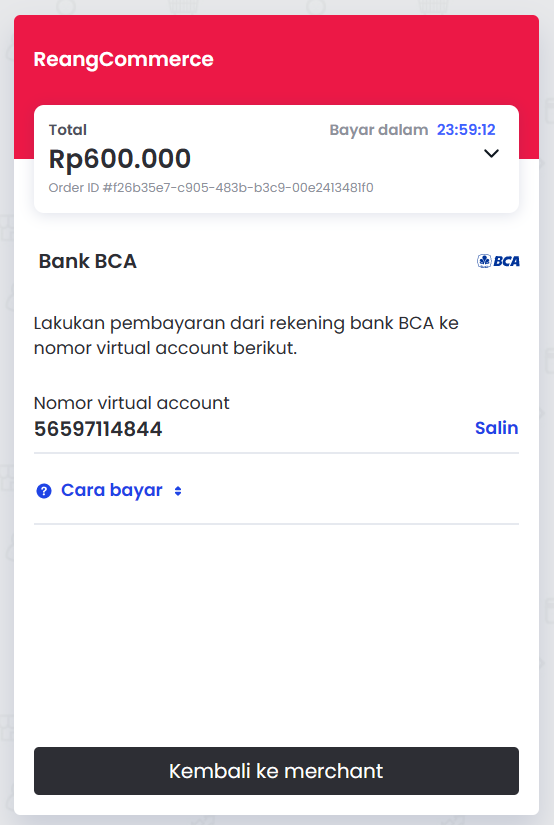 ReangCommerce
Total
Bayar dalam 23:59:12
Rp600.000
Order ID #f26b35e7-c905-483b-b3c9-00e2413481f0
Bank BCA
BCA
Lakukan pembayaran dari rekening bank BCA ke
nomor virtual account berikut.
Nomor virtual account
56597114844
Salin
? Cara bayar
Kembali ke merchant